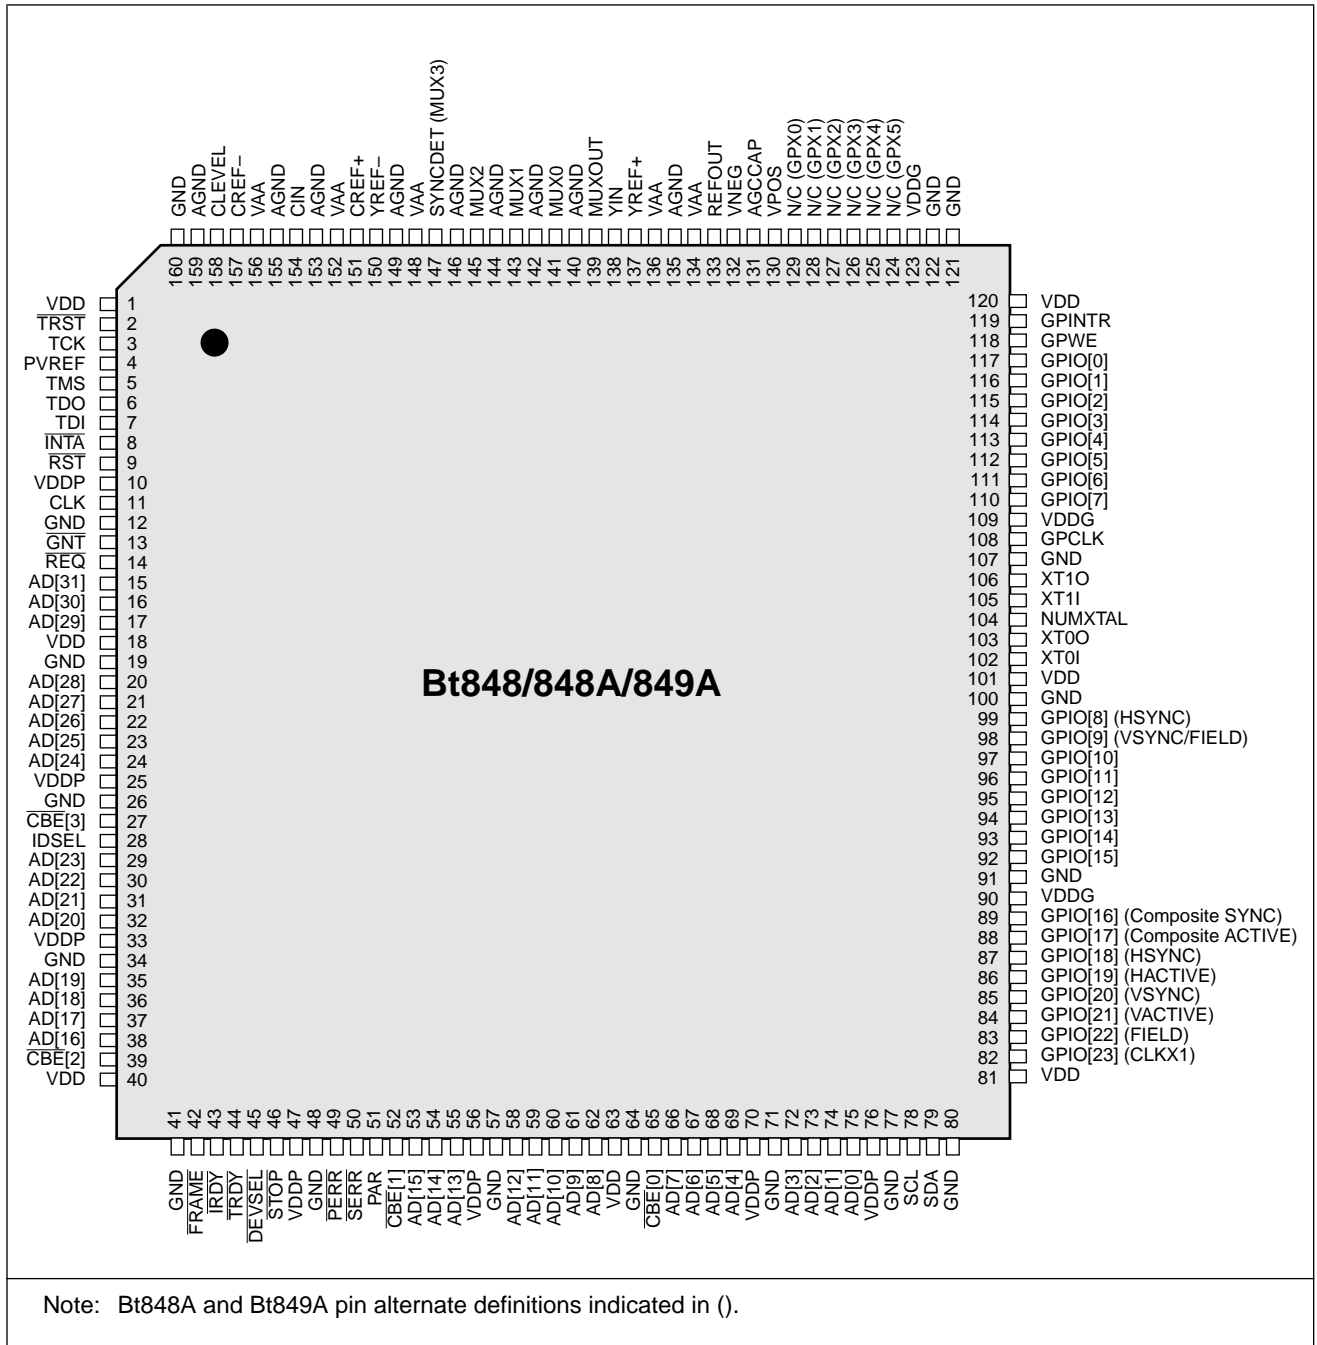 GND
AGND
CLEVEL
CREF–
VAA
AGND
CIN
AGND
VAA
CREF+
YREF–
AGND
VAA
SYNCDET (MUX3)
AGND
MUX2
AGND
MUX1
AGND
MUX0
AGND
MUXOUT
YIN
YREF+
VAA
AGND
VAA
REFOUT
VNEG
AGCCAP
VPOS
N/C (GPX0)
N/C (GPX1)
N/C (GPX2)
N/C (GPX3)
N/C (GPX4)
N/C (GPX5)
VDDG
GND
GND
160
159
158
157
156
155
154
153
152
151
150
149
148
147
146
145
144
143
142
141
140
139
138
137
136
135
134
133
132
131
130
129
128
127
126
125
124
123
122
121
VDD 1
TRST 2
TCK 3
PVREF 4
TMS 5
TDO 6
TDI 7
INTA 8
RST 9
VDDP 10
CLK 11
GND 12
GNT 13
REQ 14
AD[31] 15
AD[30] 16
AD[29] 17
VDD 18
GND 19
AD[28] 20
AD[27] 21
AD[26] 22
AD[25] 23
AD[24] 24
VDDP 25
GND 26
CBE[3] 27
IDSEL 28
AD[23] 29
AD[22] 30
AD[21] 31
AD[20] 32
VDDP 33
GND 34
AD[19] 35
AD[18] 36
AD[17] 37
AD[16] 38
CBE[2] 39
VDD 40
Bt848/848A/849A
120 VDD
119 GPINTR
118 GPWE
117 GPIO[0]
116 GPIO[1]
115 GPIO[2]
114 GPIO[3]
113 GPIO[4]
112 GPIO[5]
111 GPIO[6]
110 GPIO[7]
109 VDDG
108 GPCLK
107 GND
106 XT1O
105 XT1I
104 NUMXTAL
103 XT0O
102 XT0I
101 VDD
100 GND
99 GPIO[8] (HSYNC)
98 GPIO[9] (VSYNC/FIELD)
97 GPIO[10]
96 GPIO[11]
95 GPIO[12]
94 GPIO[13]
93 GPIO[14]
92 GPIO[15]
91 GND
90 VDDG
89 GPIO[16] (Composite SYNC)
88 GPIO[17] (Composite ACTIVE)
87 GPIO[18] (HSYNC)
86 GPIO[19] (HACTIVE)
85 GPIO[20] (VSYNC)
84 GPIO[21] (VACTIVE)
83 GPIO[22] (FIELD)
82 GPIO[23] (CLKX1)
81 VDD
41
42
43
44
45
46
47
48
49
50
51
52
53
54
55
56
57
58
59
60
61
62
63
64
65
66
67
68
69
70
71
72
73
74
75
76
77
78
79
80
GND
FRAME
IRDY
TRDY
DEVSEL
STOP
VDDP
GND
PERR
SERR
PAR
CBE[1]
AD[15]
AD[14]
AD[13]
VDDP
GND
AD[12]
AD[11]
AD[10]
AD[9]
AD[8]
VDD
GND
CBE[0]
AD[7]
AD[6]
AD[5]
AD[4]
VDDP
GND
AD[3]
AD[2]
AD[1]
AD[0]
VDDP
GND
SCL
SDA
GND
Note: Bt848A and Bt849A pin alternate definitions indicated in ().